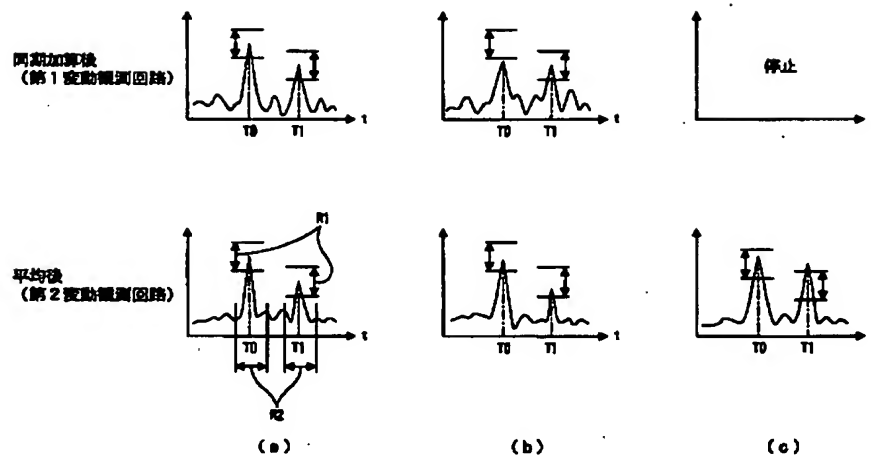 同期加算後
(第1変動観測回路)
T0 T1 t
T0 T1 t
停止
R1
平均後
(第2変動観測回路)
T0 T1 t
T0 T1 t
T0 T1
R2
(a) (b) (c)